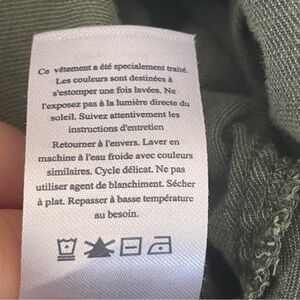 Ce vêtement a été specialement traité.
Les couleurs sont destinées à
s'estomper une fois lavées. Ne
l'exposez pas à la lumière directe du
soleil. Suivez attentivement les
instructions d'entretien
Retourner à l'envers. Laver en
machine à l'eau froide avec couleurs
similaires. Cycle délicat. Ne pas
utiliser agent de blanchiment. Sécher
à plat. Repasser à basse température
au besoin.